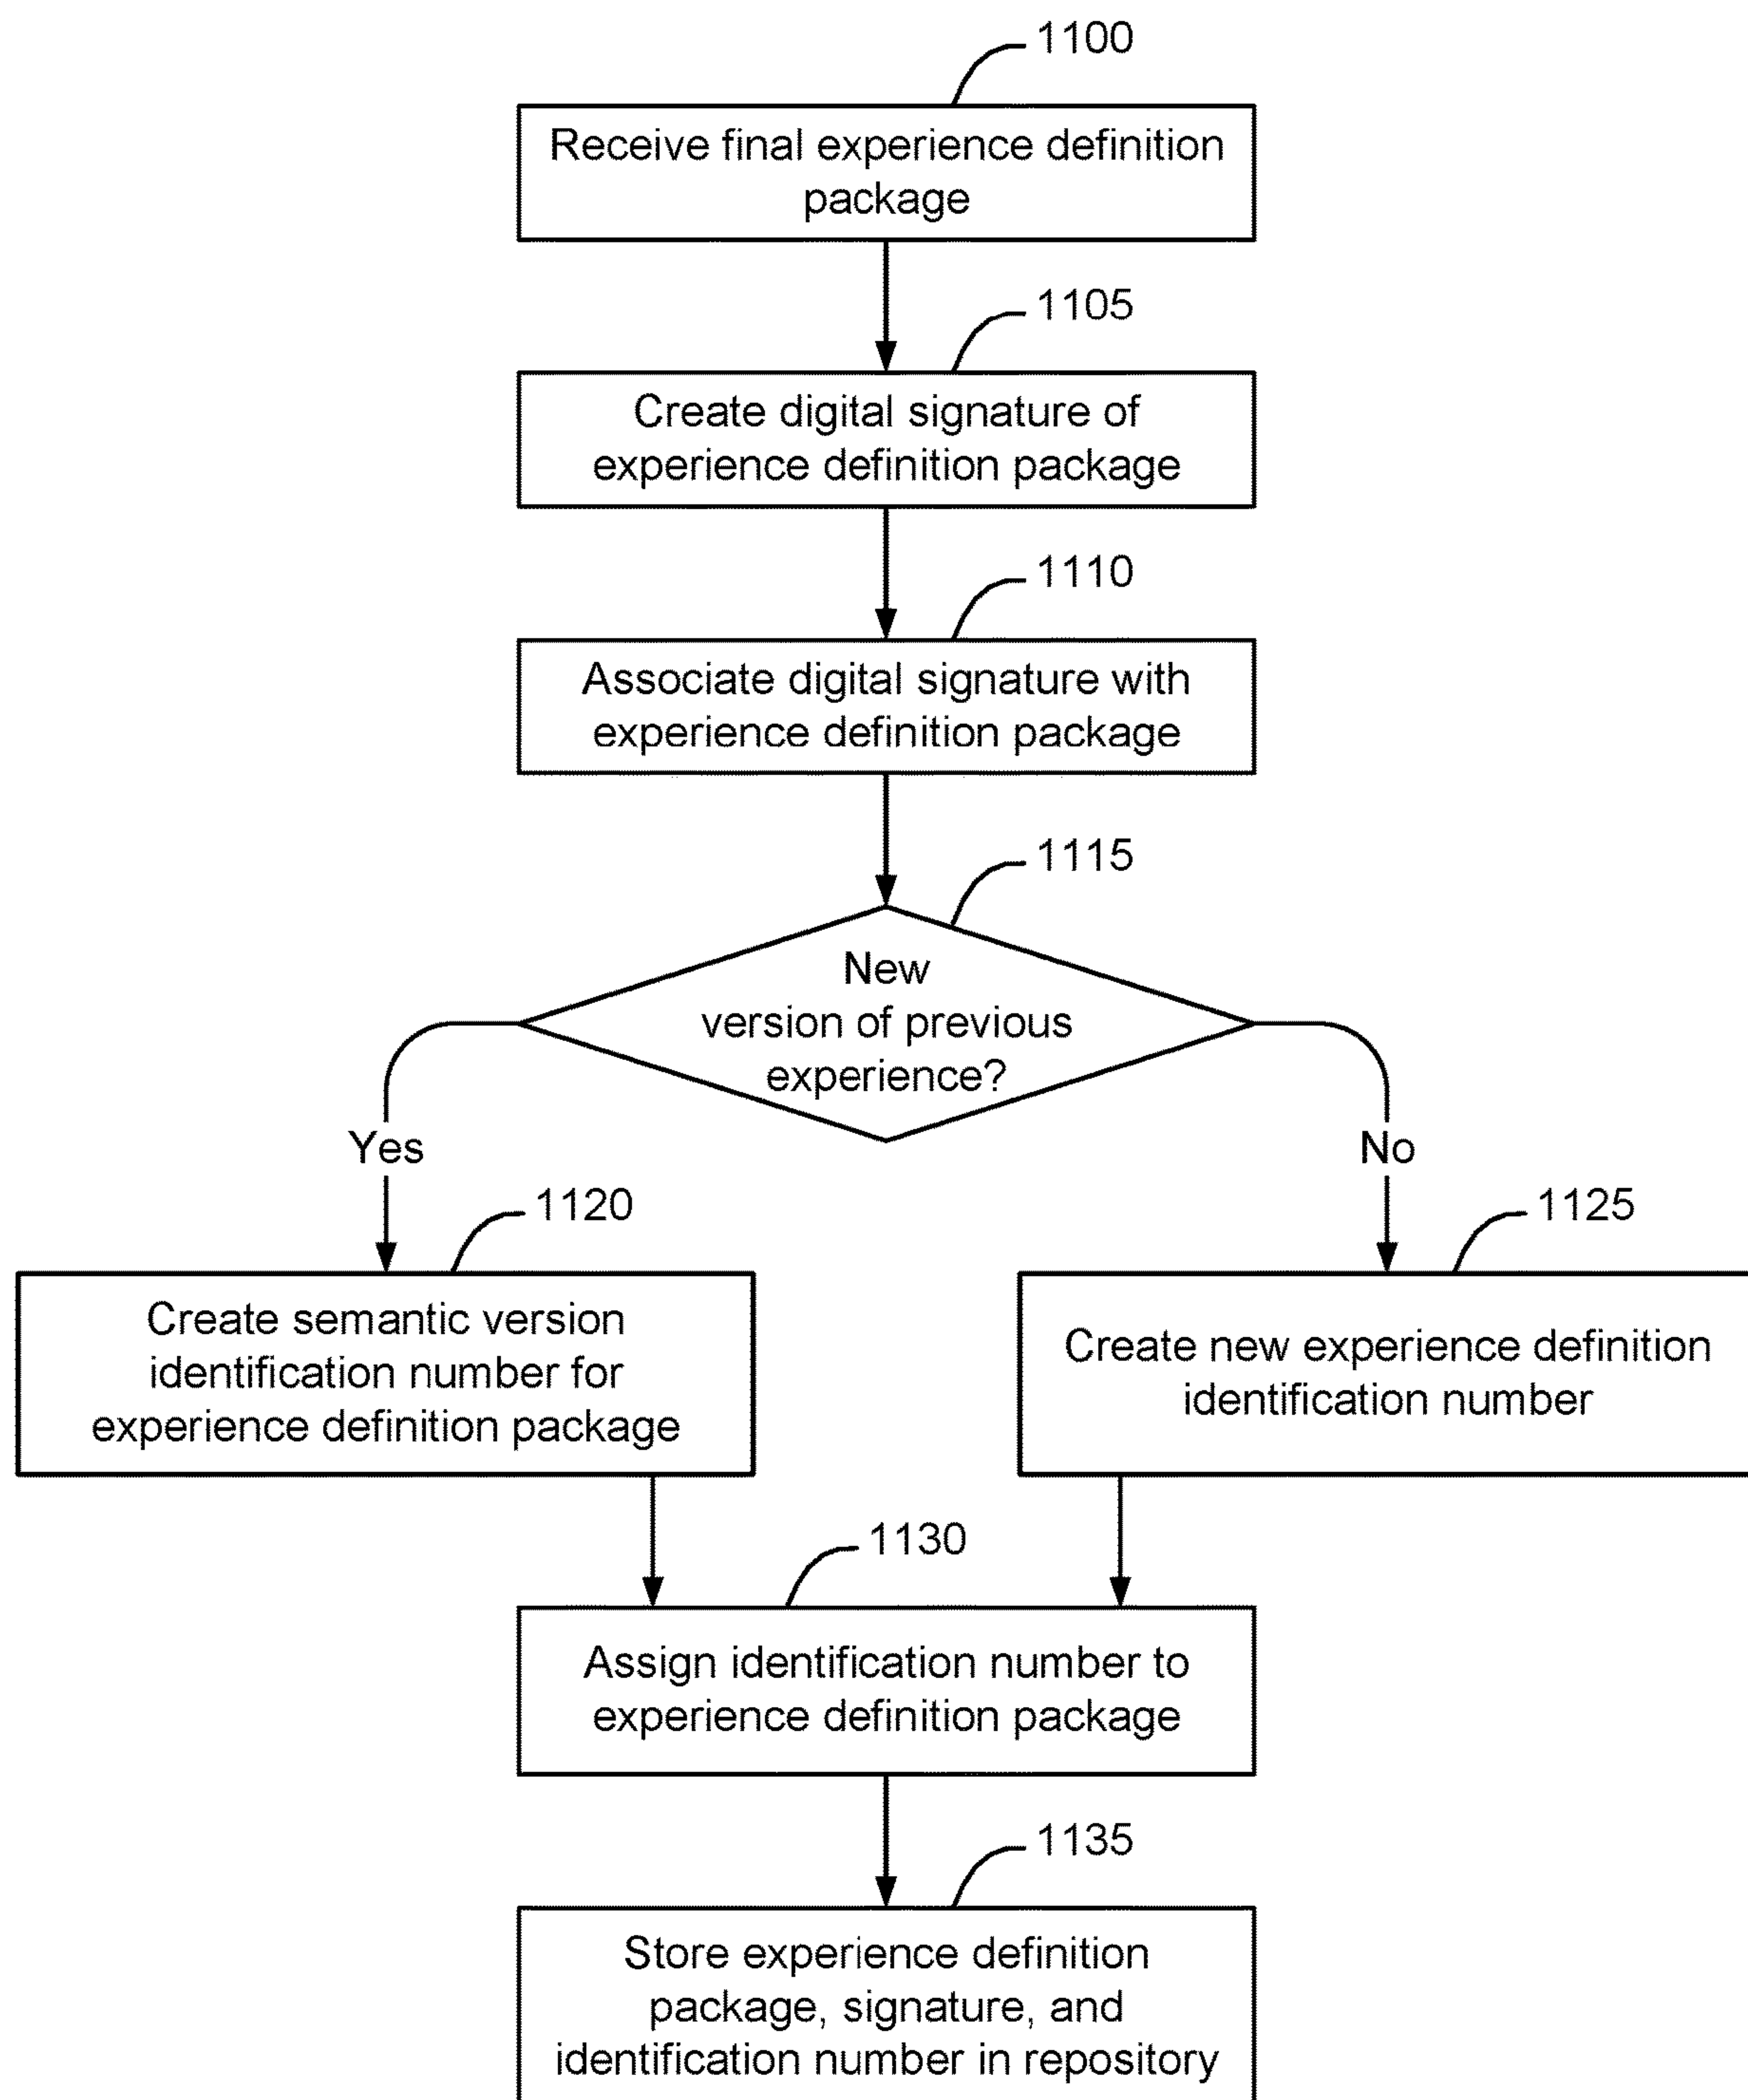 1100
Receive final experience definition
package
1105
Create digital signature of
experience definition package
1110
Associate digital signature with
experience definition package
1115
New
version of previous
experience?
Yes
No
1120
1125
Create semantic version
identification number for
experience definition package
Create new experience definition
identification number
1130
Assign identification number to
experience definition package
1135
Store experience definition
package, signature, and
identification number in repository